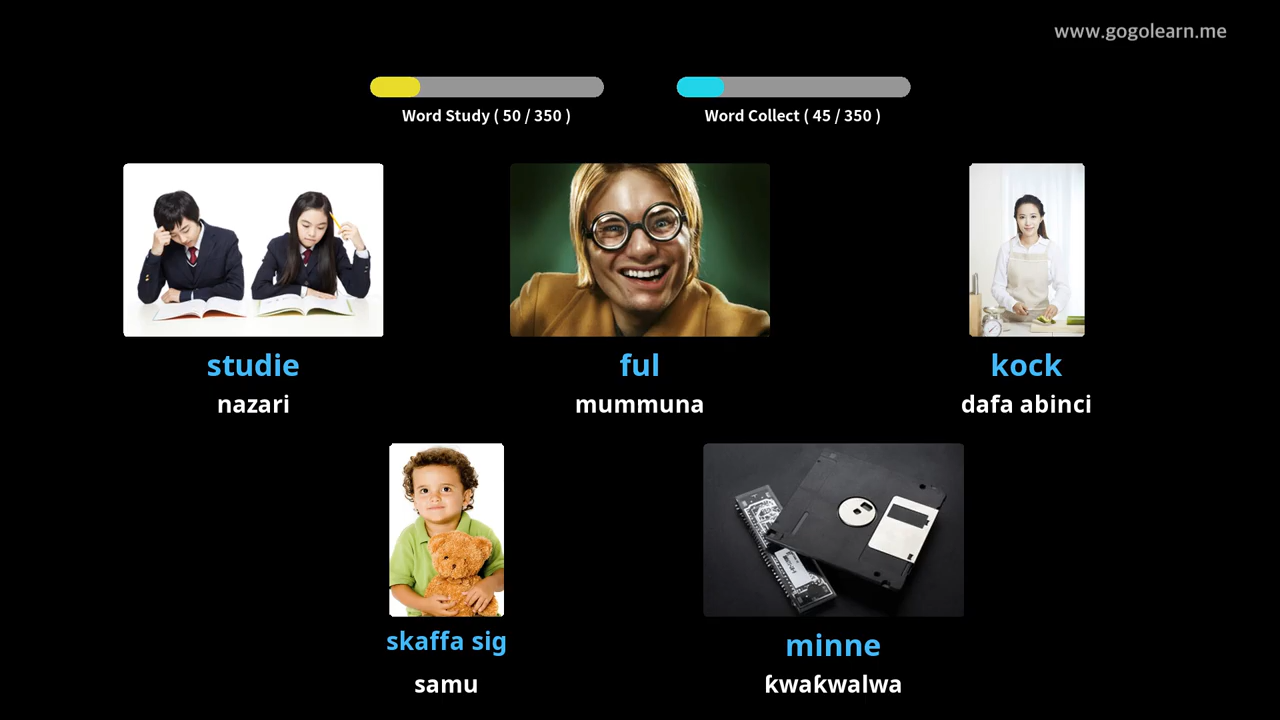 www.gogolearn.me
Word Study ( 50 / 350 )
Word Collect ( 45 / 350 )
studie
ful
kock
nazari
mummuna
dafa abinci
skaffa sig
minne
samu
ƙwaƙwalwa